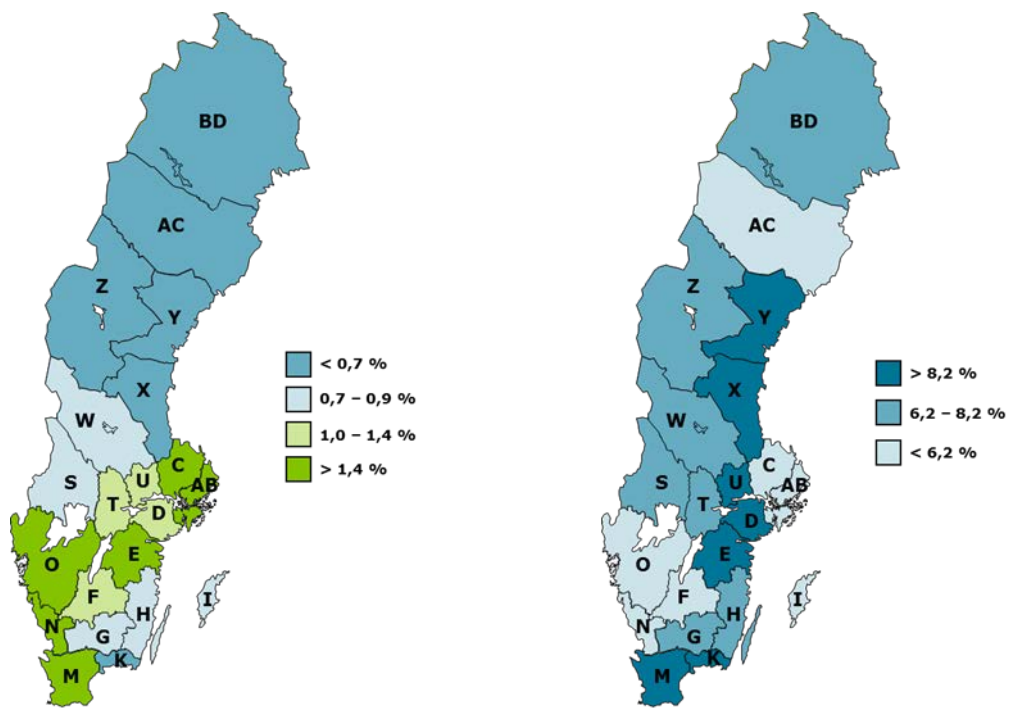 BD
AC
Z
Y
X
W
S
C
U
AB
T
D
E
O
F
H
I
N
G
K
M
< 0,7 %
0,7 – 0,9 %
1,0 – 1,4 %
> 1,4 %
BD
AC
Z
Y
X
W
S
C
U
AB
T
D
E
O
F
H
I
N
G
K
M
> 8,2 %
6,2 – 8,2 %
< 6,2 %